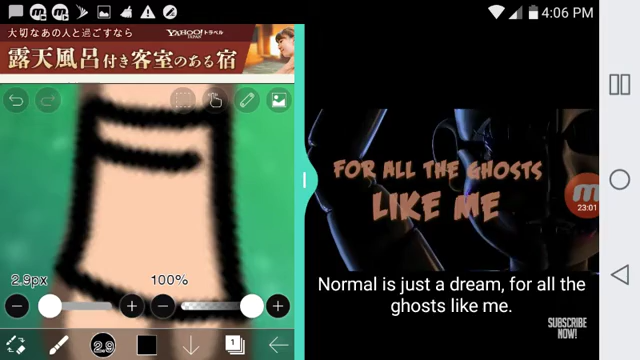 4:06 PM
大切なあの人と過ごすなら
YAHOO!トラベル
露天風呂付き客室のある宿
FOR ALL THE GHOSTS
LIKE ME
23:01
2.9px
100%
Normal is just a dream, for all the
ghosts like me.
SUBSCRIBE
NOW!
2.9
1